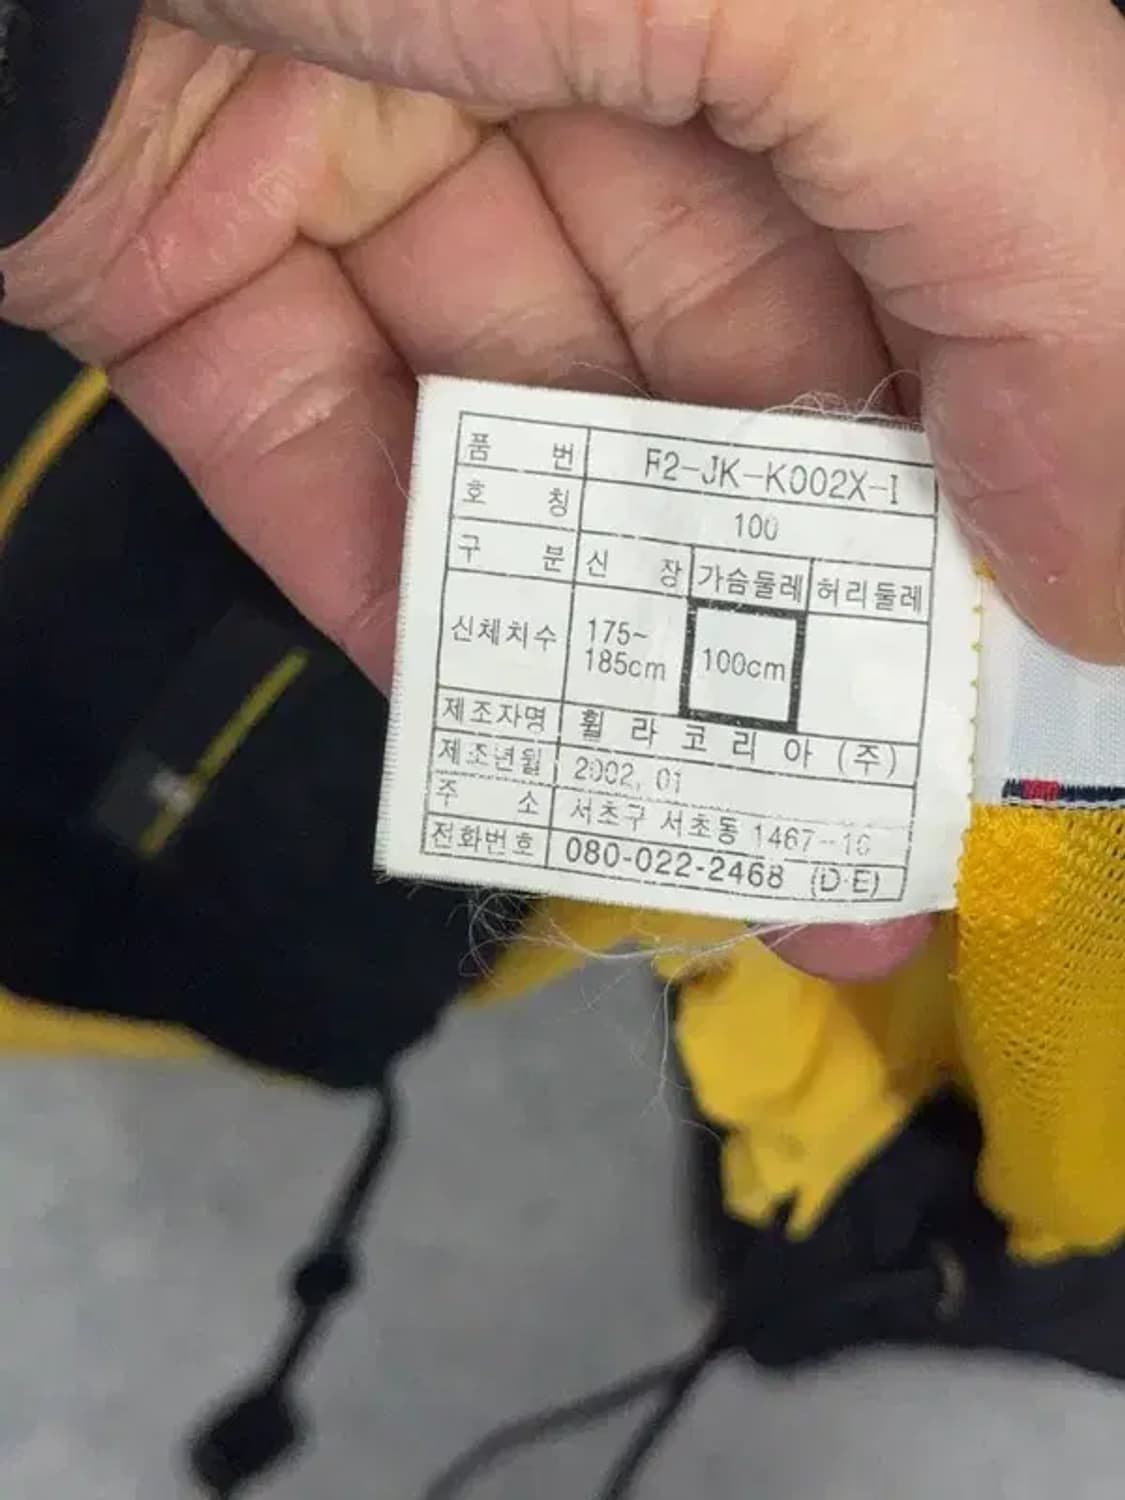 품 번 F2-JK-K002X-I
호 칭 100
구 분 신 장 가슴둘레 허리둘레
신체치수 175~185cm 100cm
제조자명 휠 라 코 리 아 (주)
제조년월 2002. 01
주 소 서초구 서초동 1467-
전화번호 080-022-2468 (D·E)